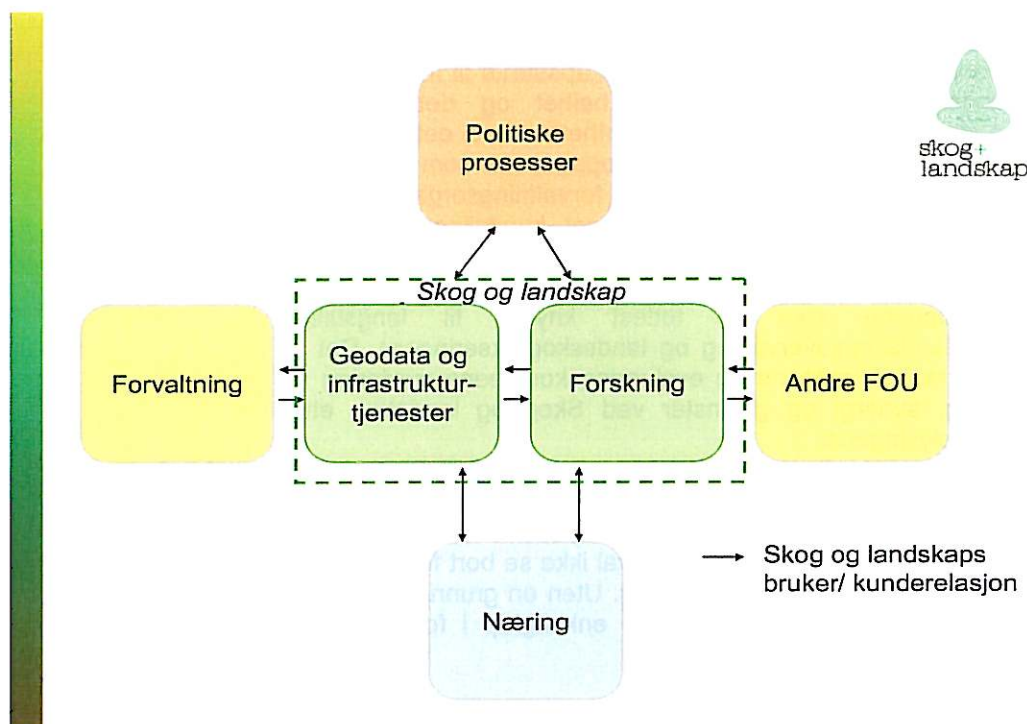 Politiske
prosesser
skog+
landskap
Skog og landskap
Forvaltning
Geodata og
infrastruktur-
tjenester
Forskning
Andre FOU
Næring
Skog og landskaps
bruker/ kunderelasjon